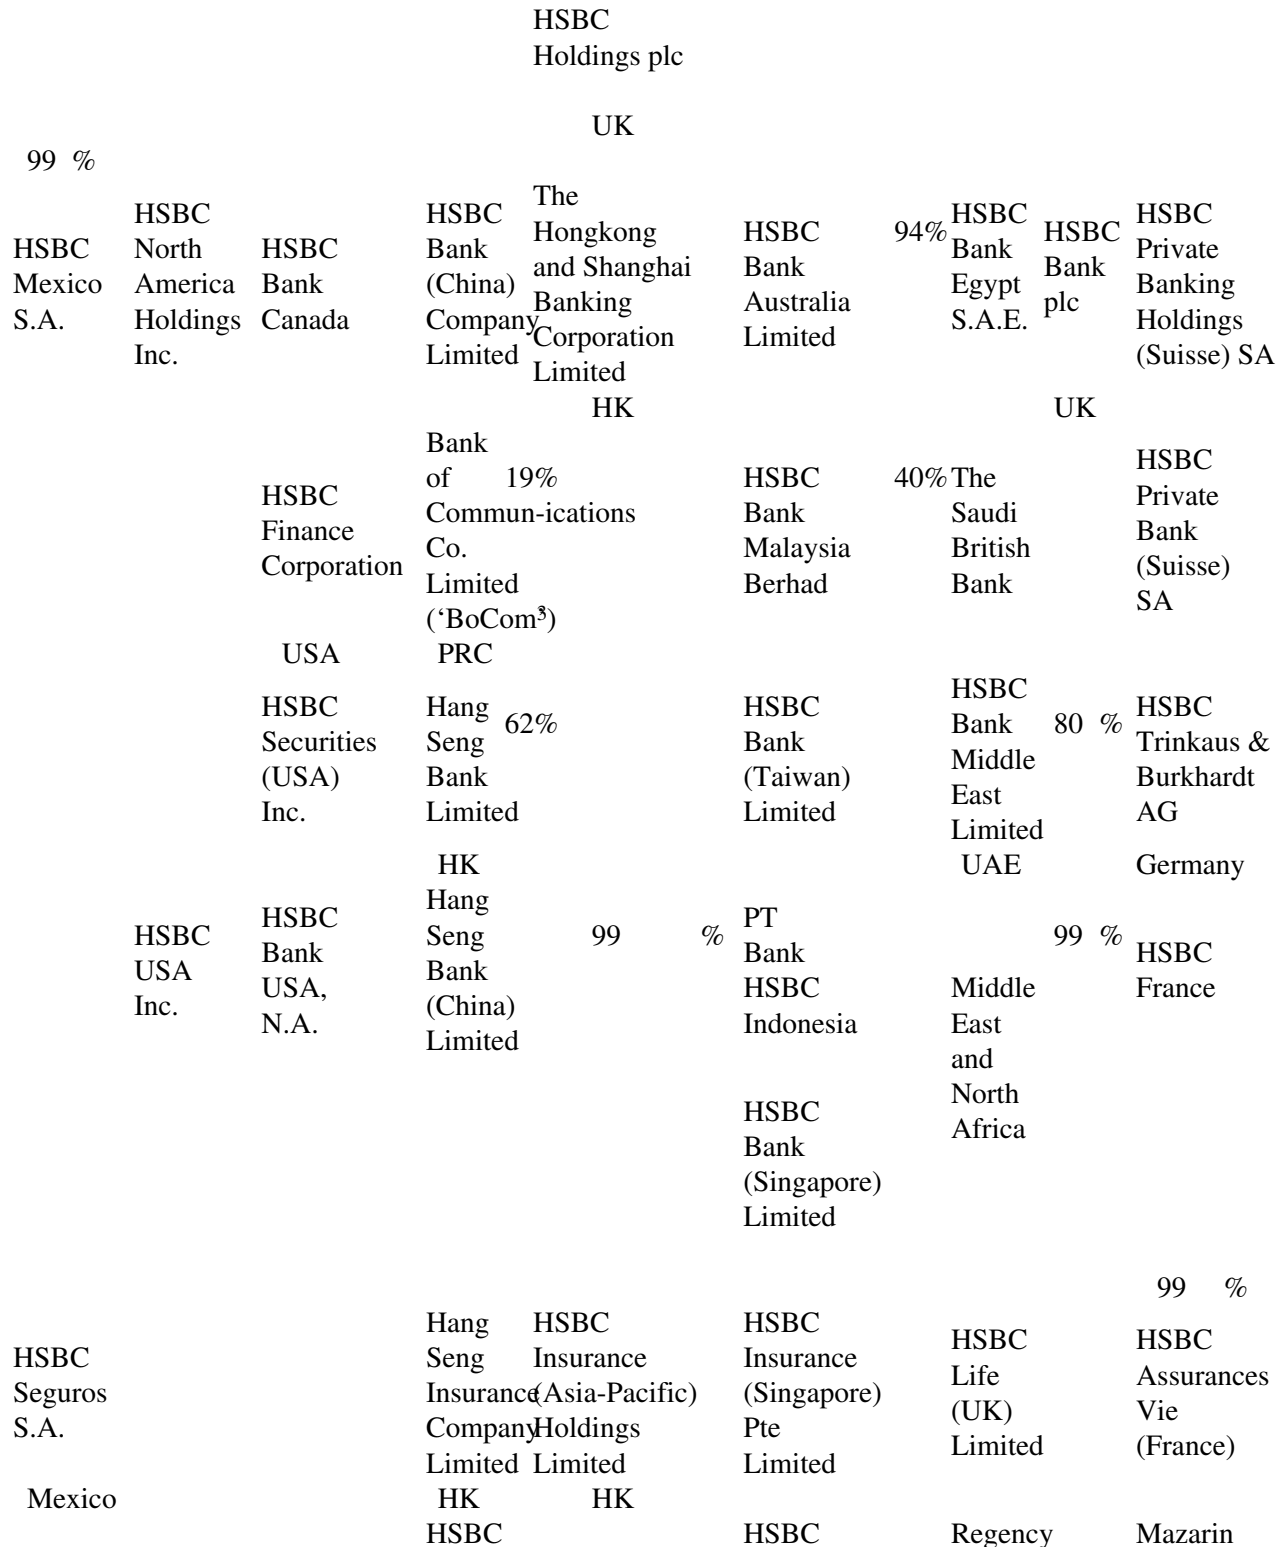 HSBC
Holdings plc
UK
99 %
HSBC
Mexico
S.A.
HSBC
North
America
Holdings
Inc.
HSBC
Bank
Canada
HSBC
Bank
(China)
Company
Limited
The
Hongkong
and Shanghai
Banking
Corporation
Limited
HSBC
Bank
Australia
Limited
94%
HSBC
Bank
Egypt
S.A.E.
HSBC
Bank
plc
HSBC
Private
Banking
Holdings
(Suisse) SA
HK
UK
HSBC
Finance
Corporation
Bank
of 19%
Commun-ications
Co.
Limited
(‘BoCom’)
HSBC
Bank
Malaysia
Berhad
40%
The
Saudi
British
Bank
HSBC
Private
Bank
(Suisse)
SA
USA
PRC
HSBC
Securities
(USA)
Inc.
Hang
Seng
Bank
Limited
62%
HSBC
Bank
(Taiwan)
Limited
HSBC
Bank
Middle
East
Limited
80 %
HSBC
Trinkaus &
Burkhardt
AG
HK
UAE
Germany
HSBC
USA
Inc.
HSBC
Bank
USA,
N.A.
Hang
Seng
Bank
(China)
Limited
99 %
PT
Bank
HSBC
Indonesia
Middle
East
and
North
Africa
99 %
HSBC
France
HSBC
Bank
(Singapore)
Limited
99 %
HSBC
Seguros
S.A.
Hang
Seng
Insurance
Company
Limited
HSBC
Insurance
(Asia-Pacific)
Holdings
Limited
HSBC
Insurance
(Singapore)
Pte
Limited
HSBC
Life
(UK)
Limited
HSBC
Assurances
Vie
(France)
Mexico
HK
HK
HSBC
HSBC
Regency
Mazarin